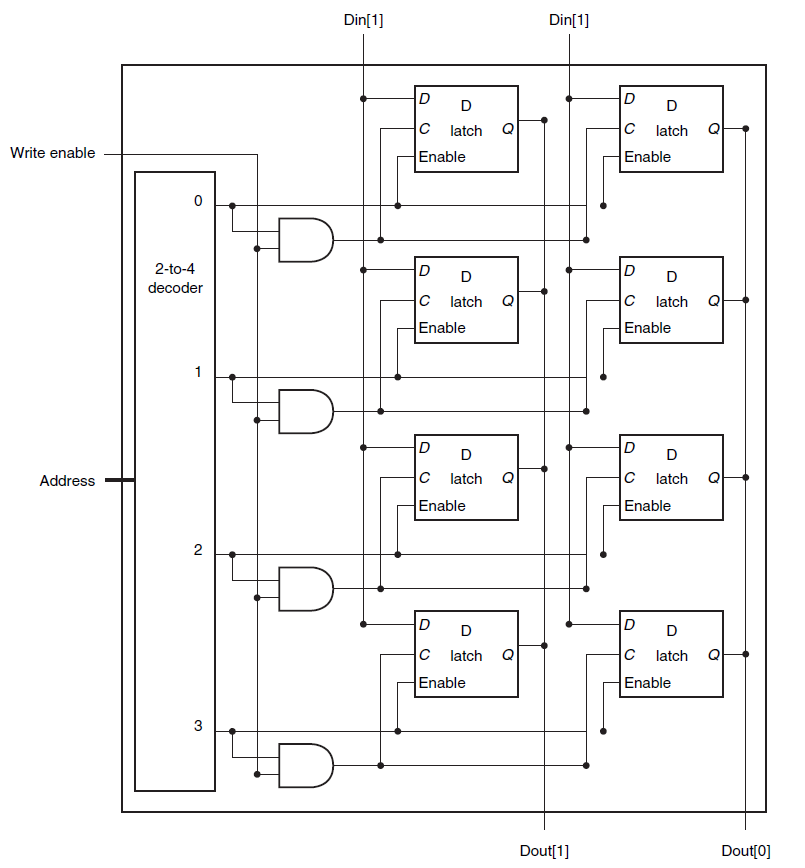 Din[1] Din[1]
D D D D
C latch Q C latch Q
Write enable Enable Enable
0
2-to-4
decoder
D D D D
C latch Q C latch Q
Enable Enable
1
D D D D
Address C latch Q C latch Q
Enable Enable
2
D D D D
C latch Q C latch Q
Enable Enable
3
Dout[1] Dout[0]